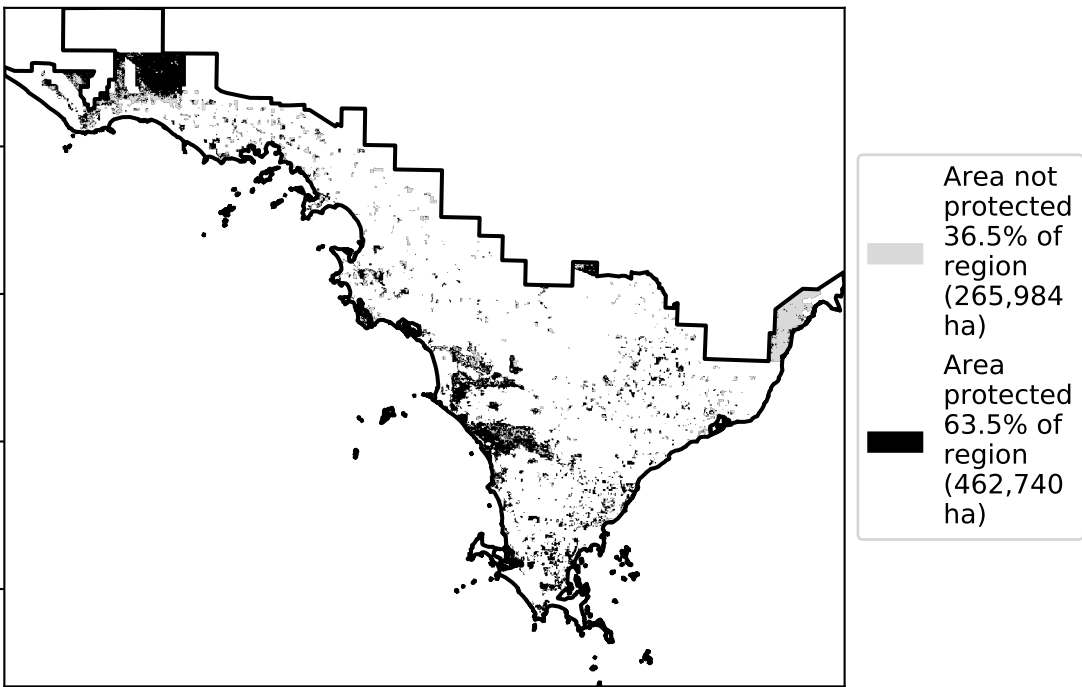 Area not
protected
36.5% of
region
(265,984
ha)
Area
protected
63.5% of
region
(462,740
ha)